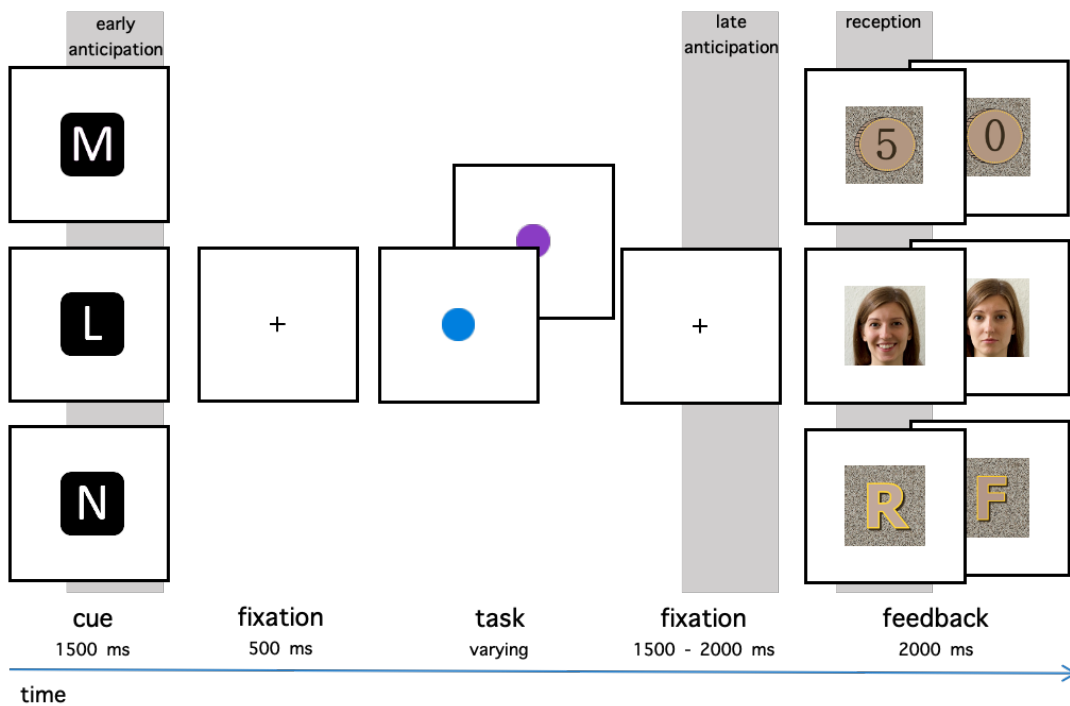 early
anticipation
late
anticipation
reception
M
5
0
L
+
+
N
R
F
cue
fixation
task
fixation
feedback
1500 ms
500 ms
varying
1500 - 2000 ms
2000 ms
time